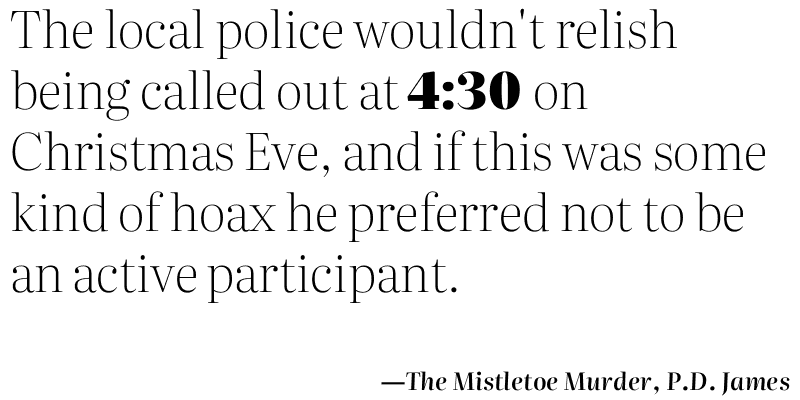 The local police wouldn't relish
being called out at 4:30 on
Christmas Eve, and if this was some
kind of hoax he preferred not to be
an active participant.
—The Mistletoe Murder, P.D. James